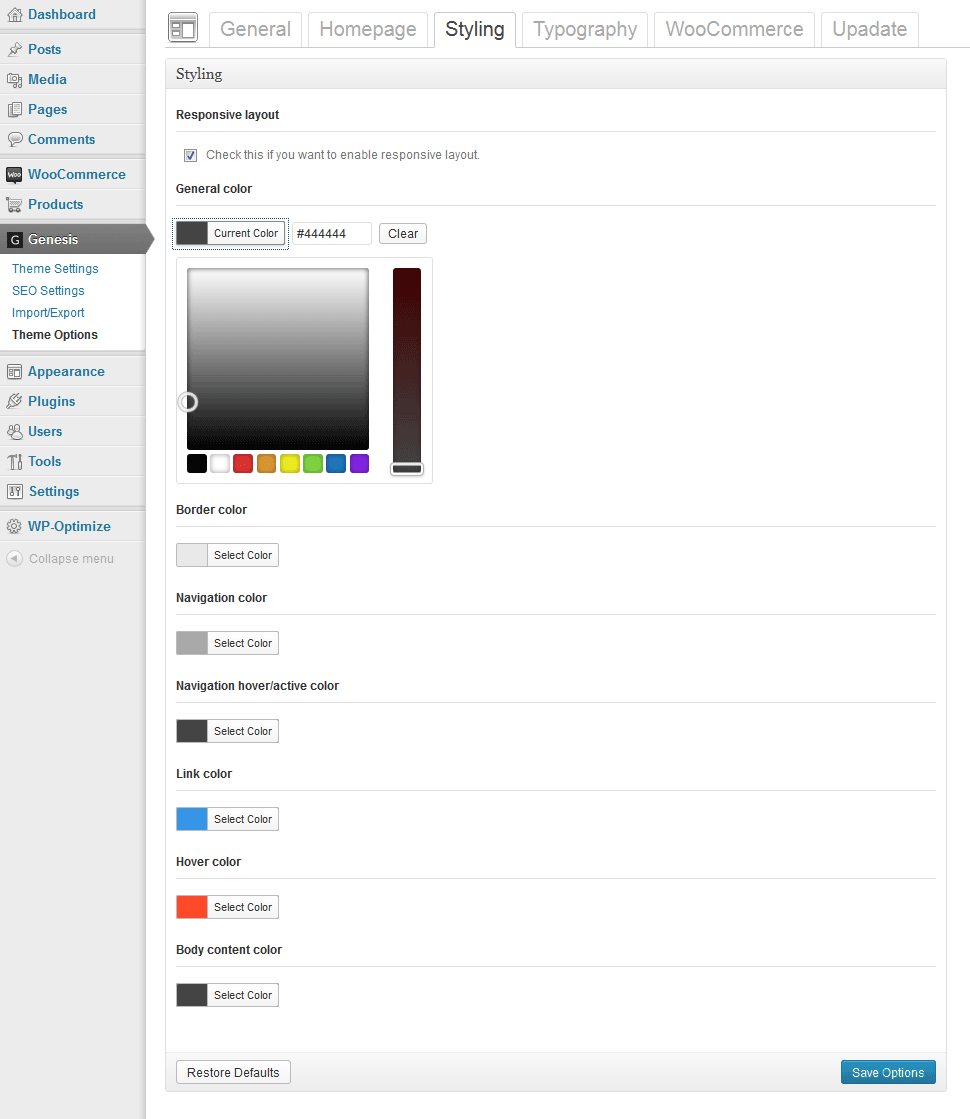 Dashboard
Posts
Media
Pages
Comments
WOO WooCommerce
Products
G Genesis
Theme Settings
SEO Settings
Import/Export
Theme Options
Appearance
Plugins
Users
Tools
Settings
WP-Optimize
Collapse menu
General Homepage Styling Typography WooCommerce Upadate
Styling
Responsive layout
Check this if you want to enable responsive layout.
General color
Current Color #444444 Clear
Border color
Select Color
Navigation color
Select Color
Navigation hover/active color
Select Color
Link color
Select Color
Hover color
Select Color
Body content color
Select Color
Restore Defaults Save Options